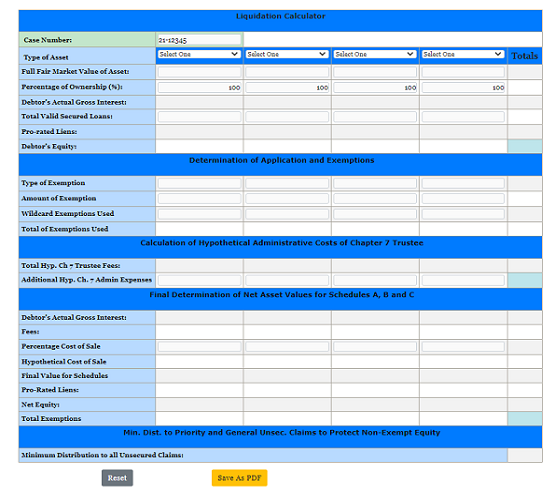 Liquidation Calculator
Case Number: 21-12345
Type of Asset Select One Select One Select One Select One Totals
Full Fair Market Value of Asset:
Percentage of Ownership (%): 100 100 100 100
Debtor's Actual Gross Interest:
Total Valid Secured Loans:
Pro-rated Liens:
Debtor's Equity:
Determination of Application and Exemptions
Type of Exemption
Amount of Exemption
Wildcard Exemptions Used
Total of Exemptions Used
Calculation of Hypothetical Administrative Costs of Chapter 7 Trustee
Total Hyp. Ch 7 Trustee Fees:
Additional Hyp. Ch. 7 Admin Expenses
Final Determination of Net Asset Values for Schedules A, B and C
Debtor's Actual Gross Interest:
Fees:
Percentage Cost of Sale
Hypothetical Cost of Sale
Final Value for Schedules
Pro-Rated Liens:
Net Equity:
Total Exemptions
Min. Dist. to Priority and General Unsec. Claims to Protect Non-Exempt Equity
Minimum Distribution to all Unsecured Claims:
Reset Save As PDF